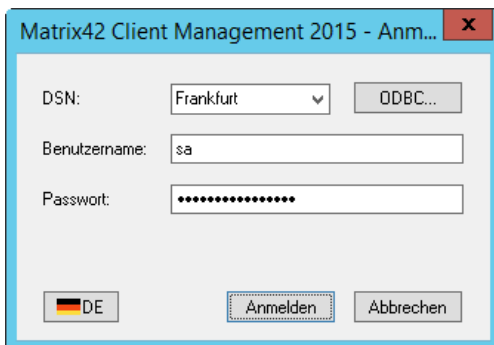 Matrix42 Client Management 2015 - Anm...
x
DSN: Frankfurt ODBC...
Benutzername: sa
Passwort: ••••••••••••••••
DE Anmelden Abbrechen